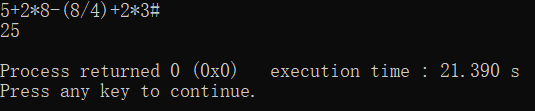 5+2*8-(8/4)+2*3#
25
Process returned 0 (0x0)   execution time : 21.390 s
Press any key to continue.